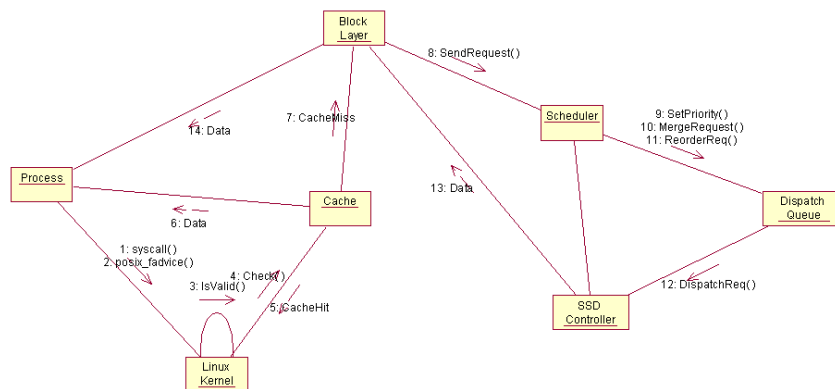 Block
Layer
8: SendRequest()
Scheduler
9: SetPriority()
10: MergeRequest()
11: ReorderReq()
7: CacheMiss
14: Data
Process
Cache
13: Data
Dispatch
Queue
6: Data
1: syscall()
2: posix_fadvice()
4: Check()
3: IsValid()
5: CacheHit
12: DispatchReq()
SSD
Controller
Linux
Kernel